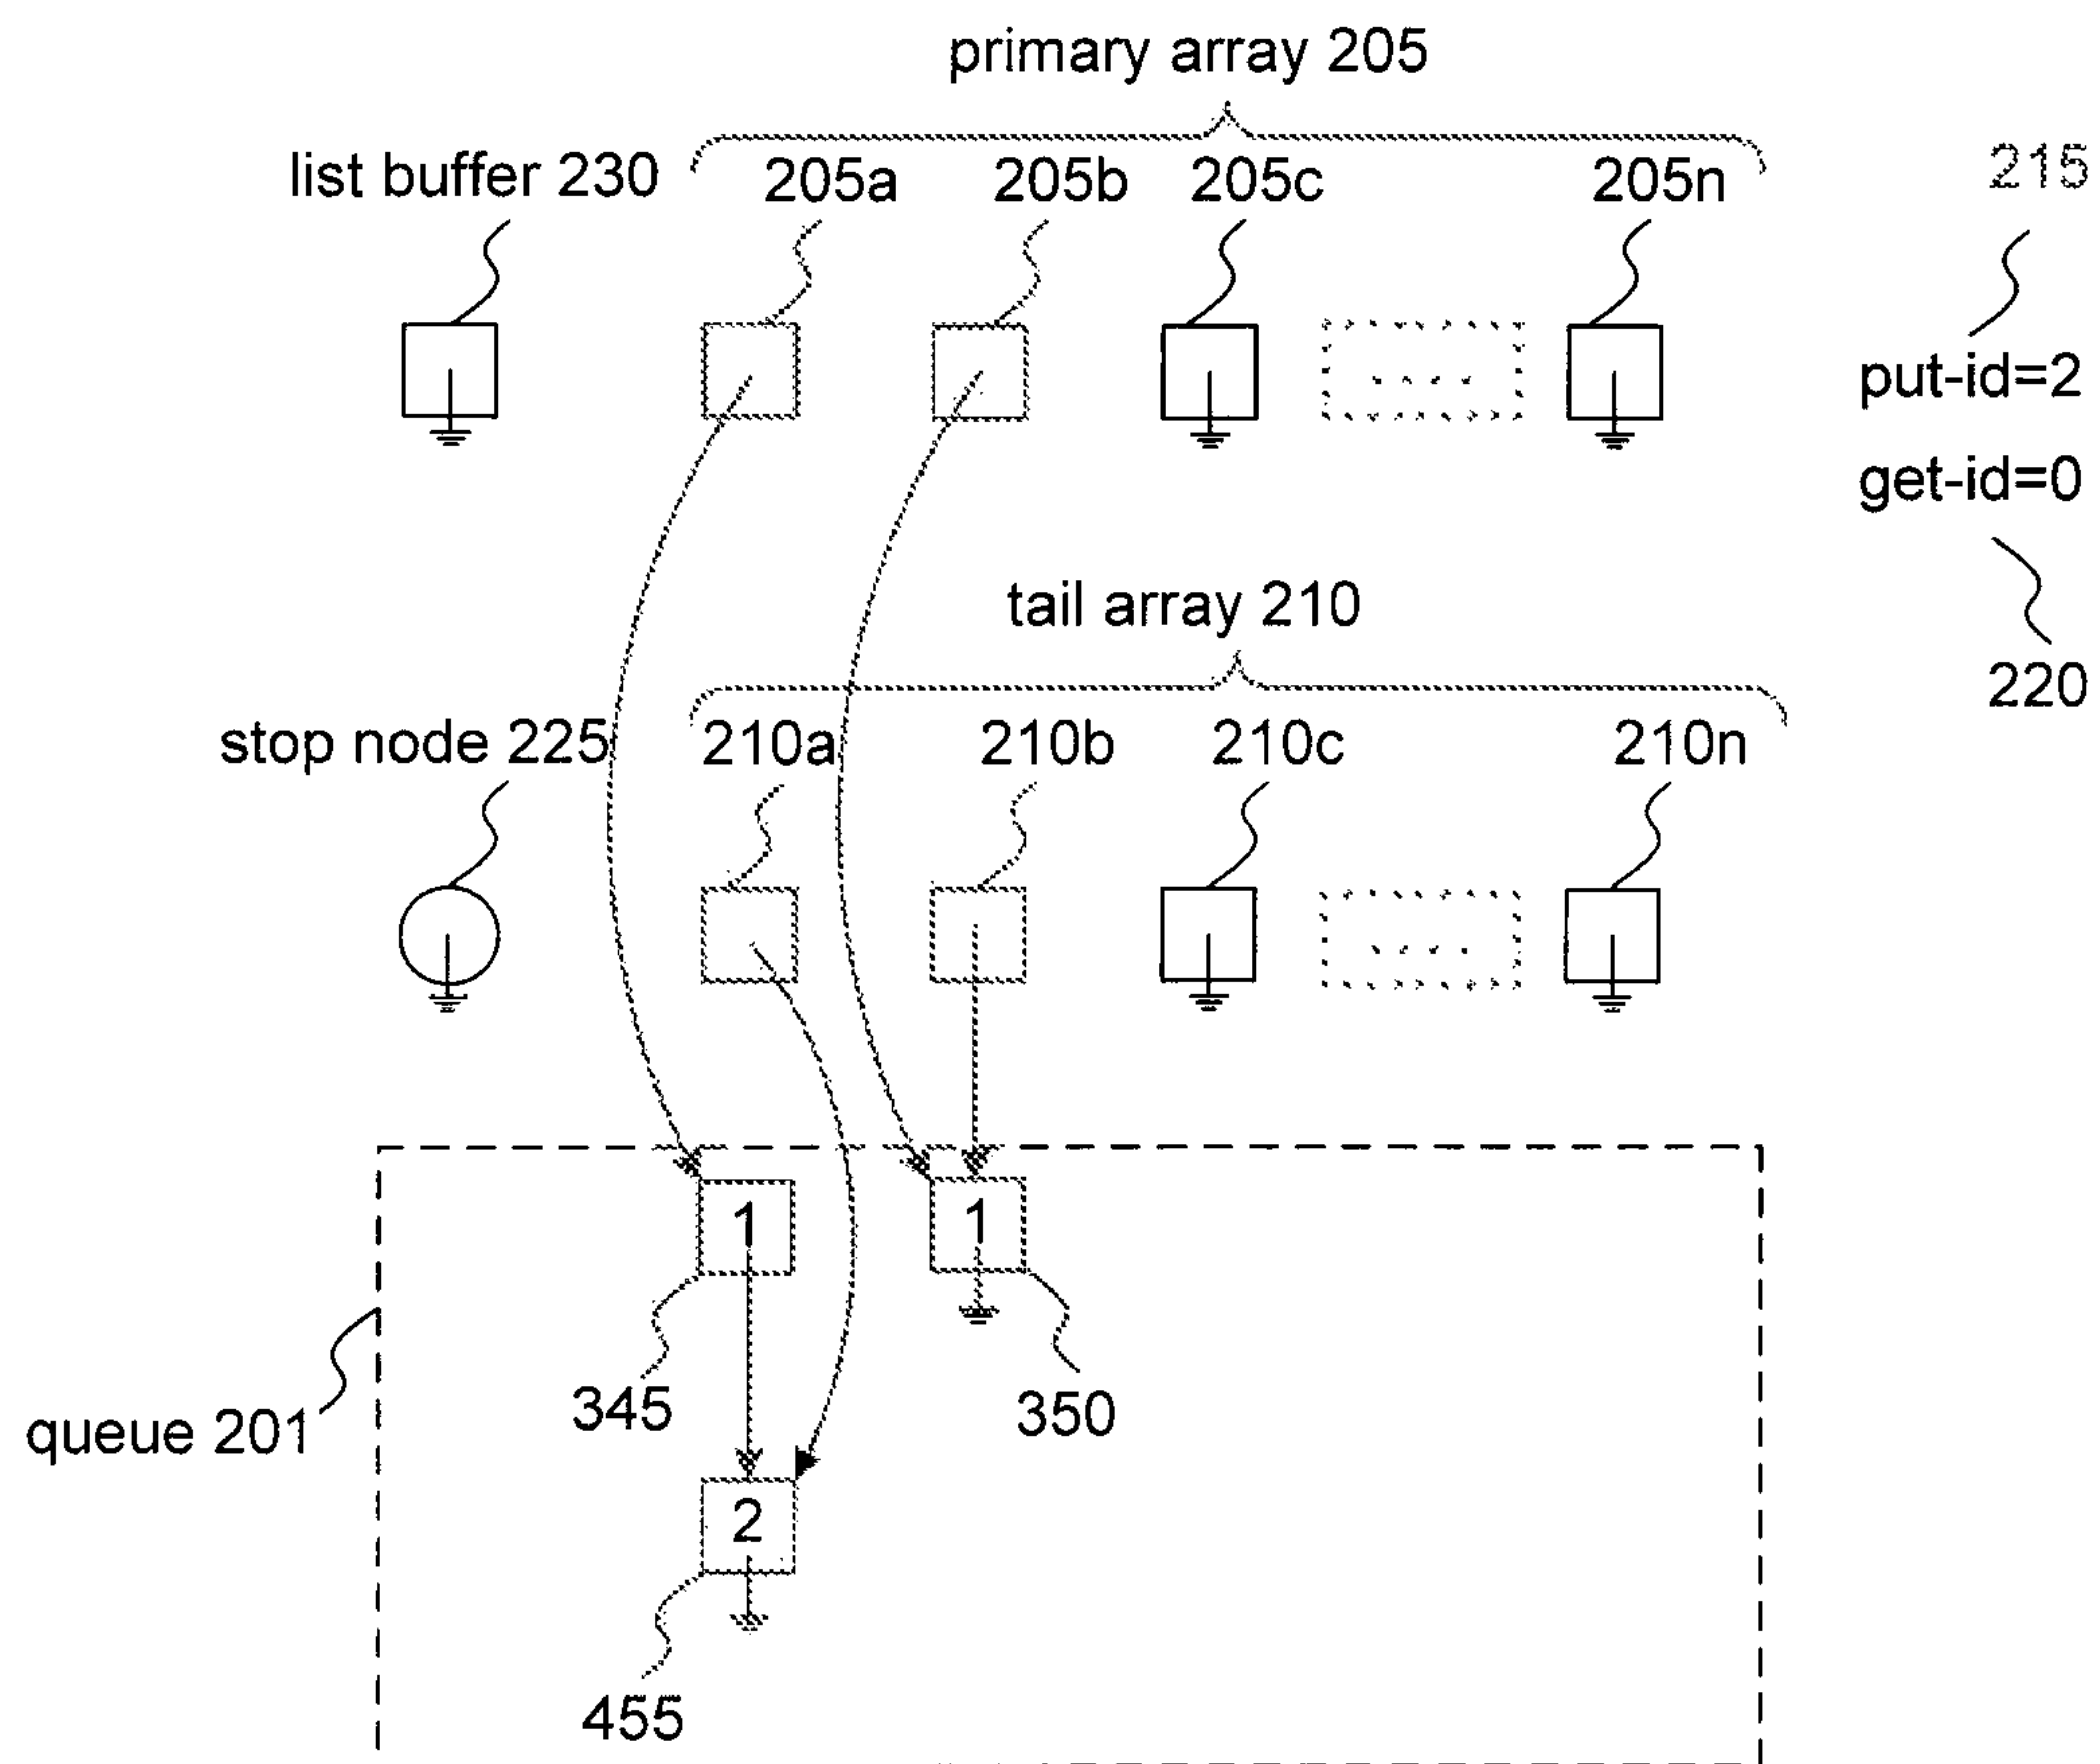 primary array 205
list buffer 230 205a 205b 205c 205n 215
put-id=2
get-id=0
tail array 210
220
stop node 225 210a 210b 210c 210n
1 1
345 350
queue 201
2
455